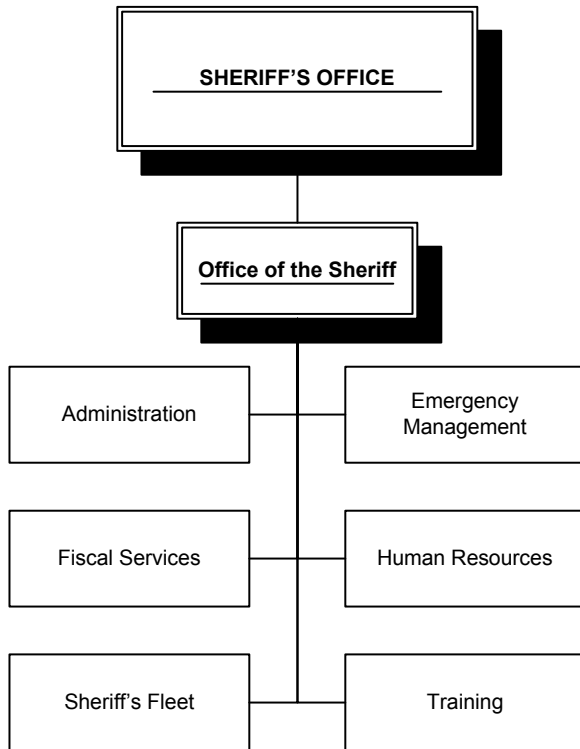 SHERIFF’S OFFICE
Office of the Sheriff
Administration
Emergency
Management
Fiscal Services
Human Resources
Sheriff’s Fleet
Training